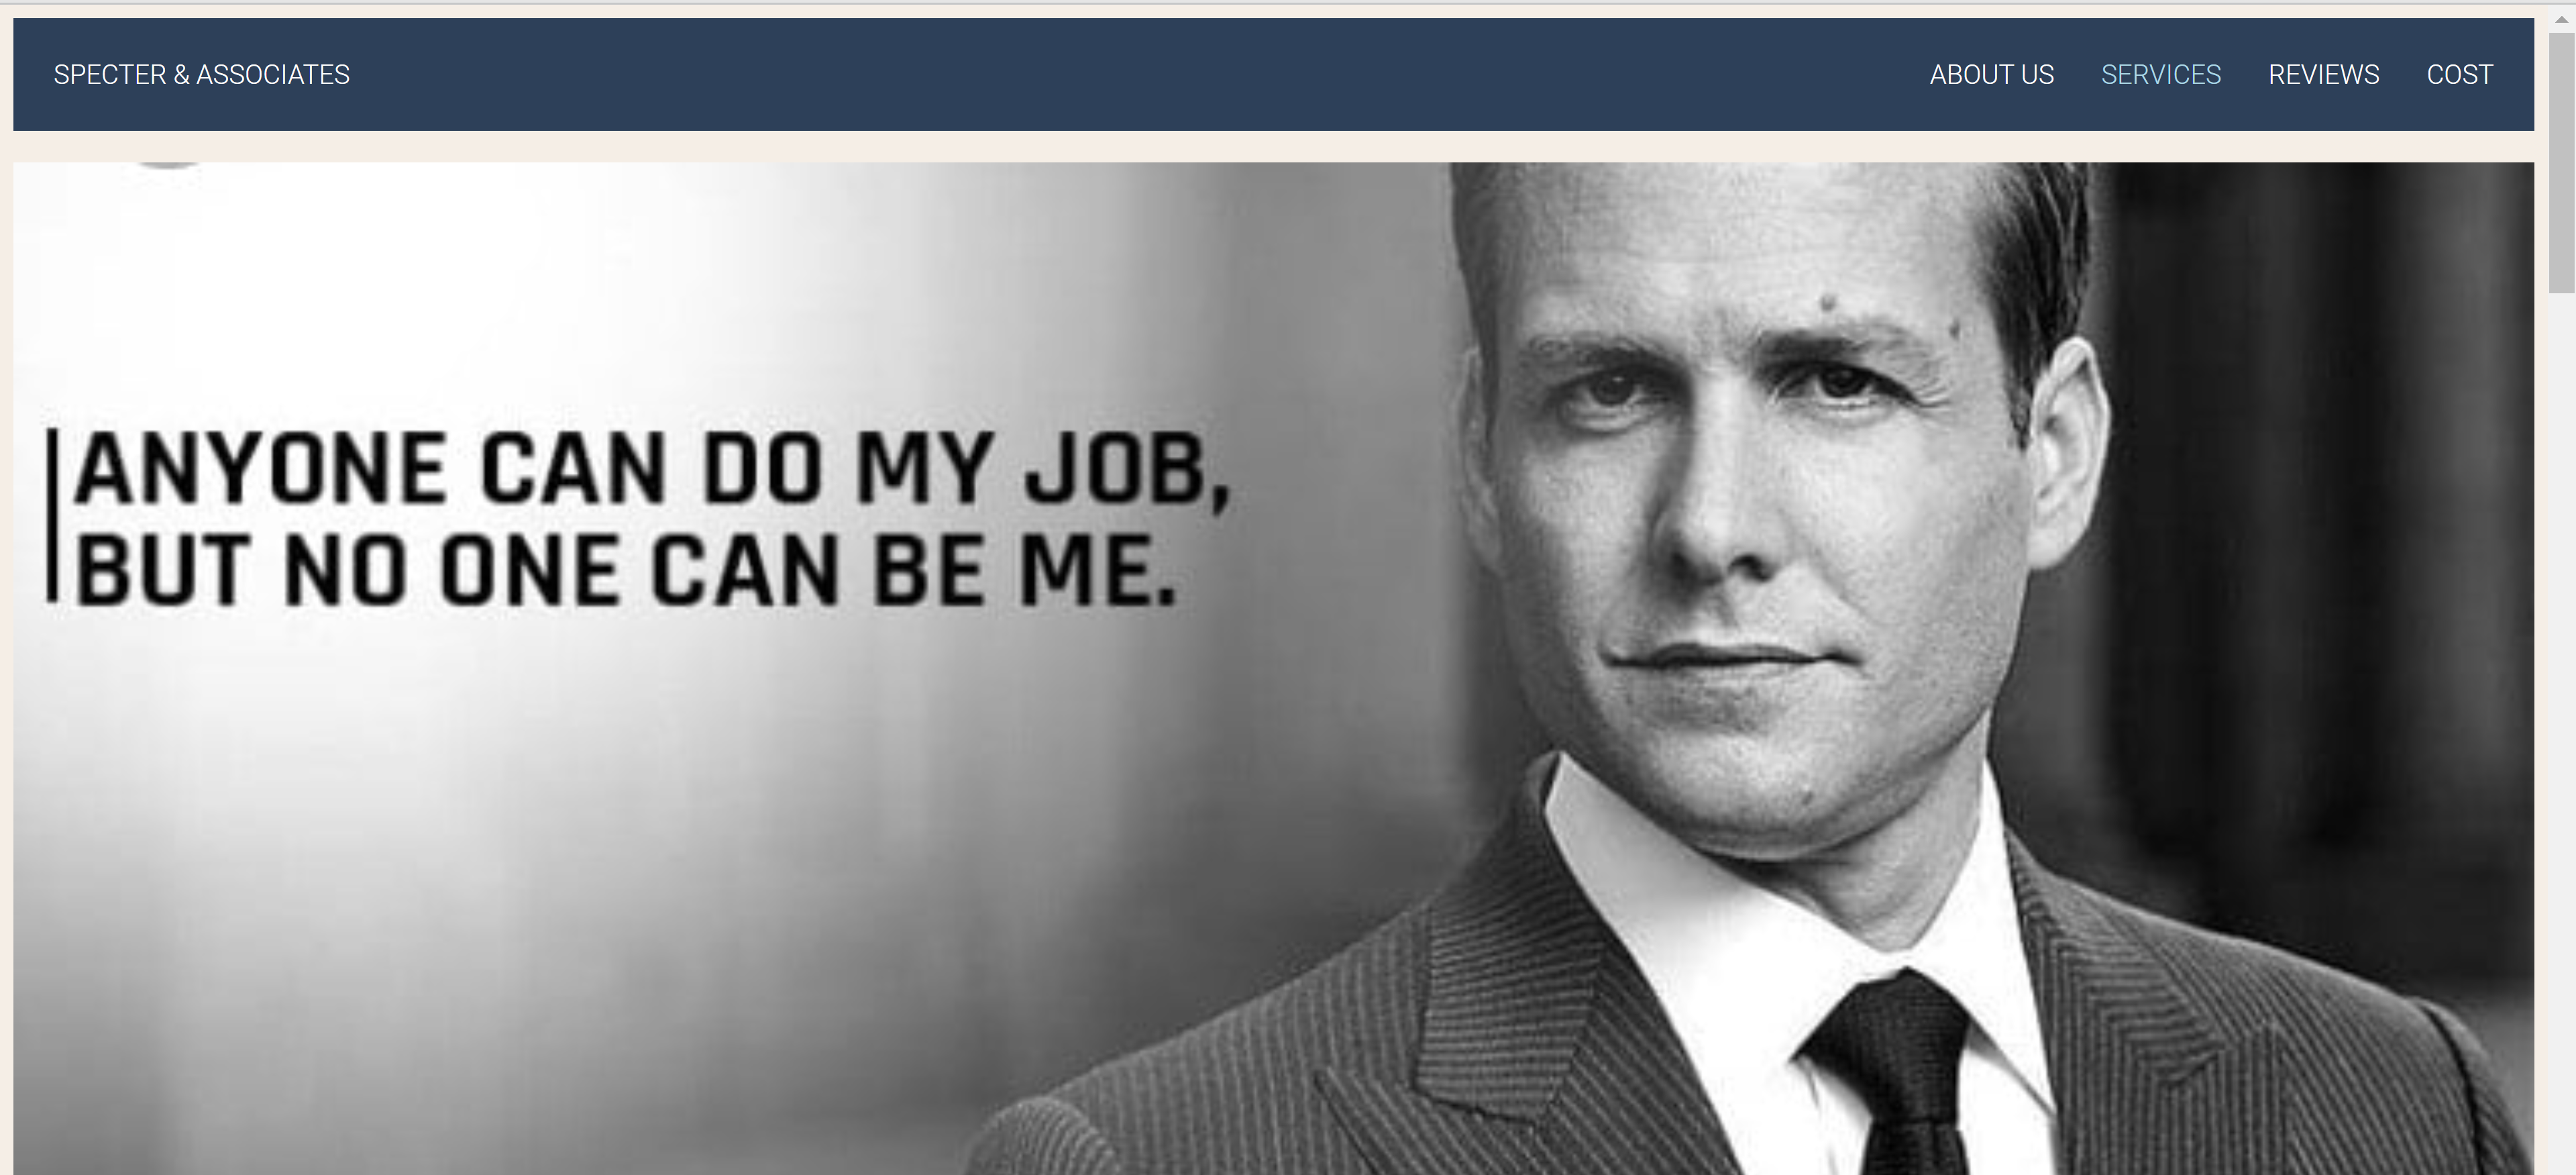 SPECTER & ASSOCIATES
ABOUT US SERVICES REVIEWS COST
ANYONE CAN DO MY JOB,
BUT NO ONE CAN BE ME.